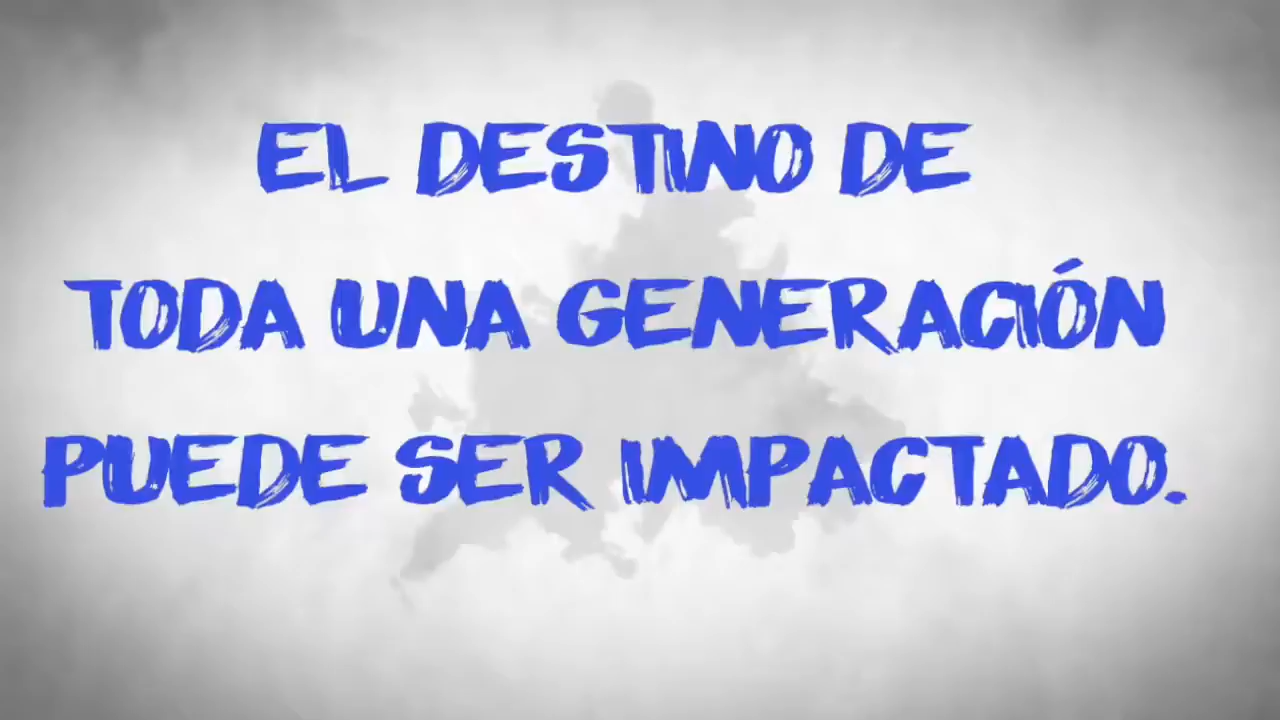 EL DESTINO DE
TODA UNA GENERACIÓN
PUEDE SER IMPACTADO.